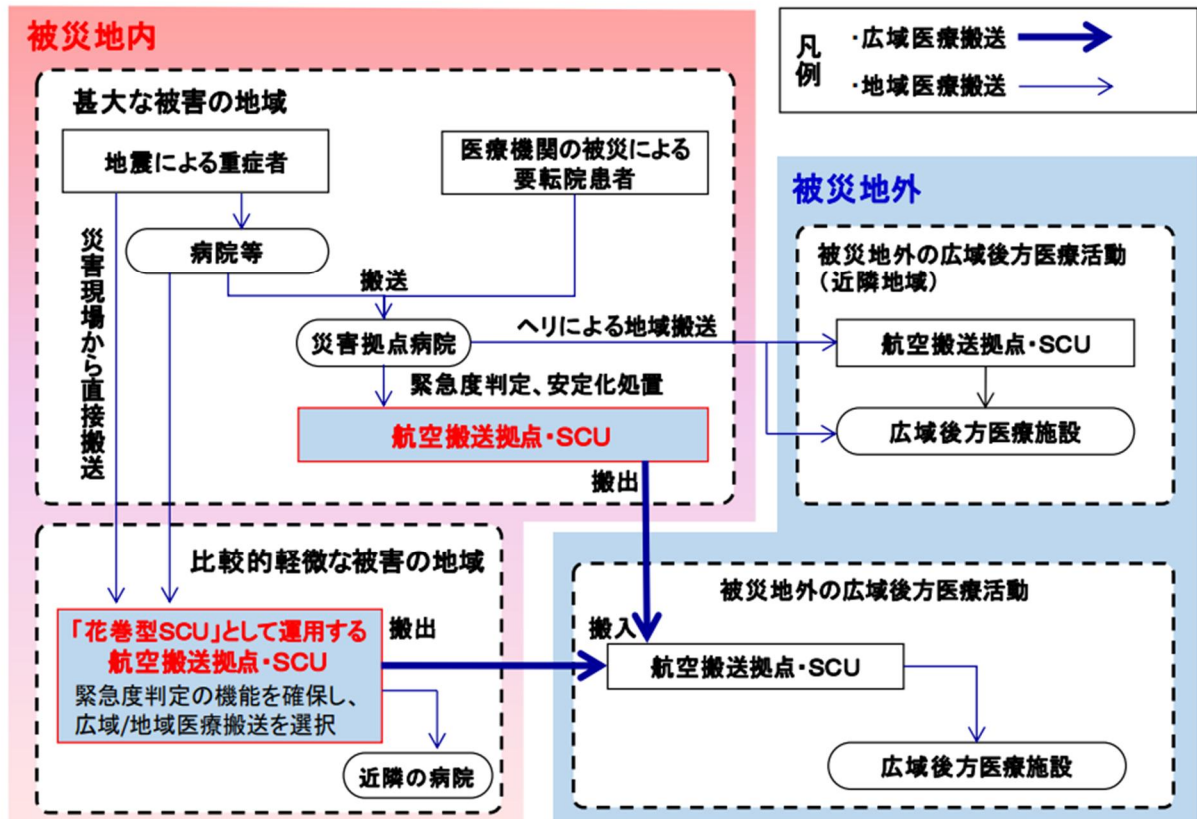 被災地内
甚大な被害の地域
地震による重症者
医療機関の被災による
要転院患者
病院等
搬送
災害拠点病院
ヘリによる地域搬送
緊急度判定、安定化処置
航空搬送拠点・SCU
搬出
災害現場から直接搬送
比較的軽微な被害の地域
「花巻型SCU」として運用する
航空搬送拠点・SCU
緊急度判定の機能を確保し、
広域/地域医療搬送を選択
搬出
近隣の病院
凡例
・広域医療搬送
・地域医療搬送
被災地外
被災地外の広域後方医療活動
（近隣地域）
航空搬送拠点・SCU
広域後方医療施設
被災地外の広域後方医療活動
搬入
航空搬送拠点・SCU
広域後方医療施設